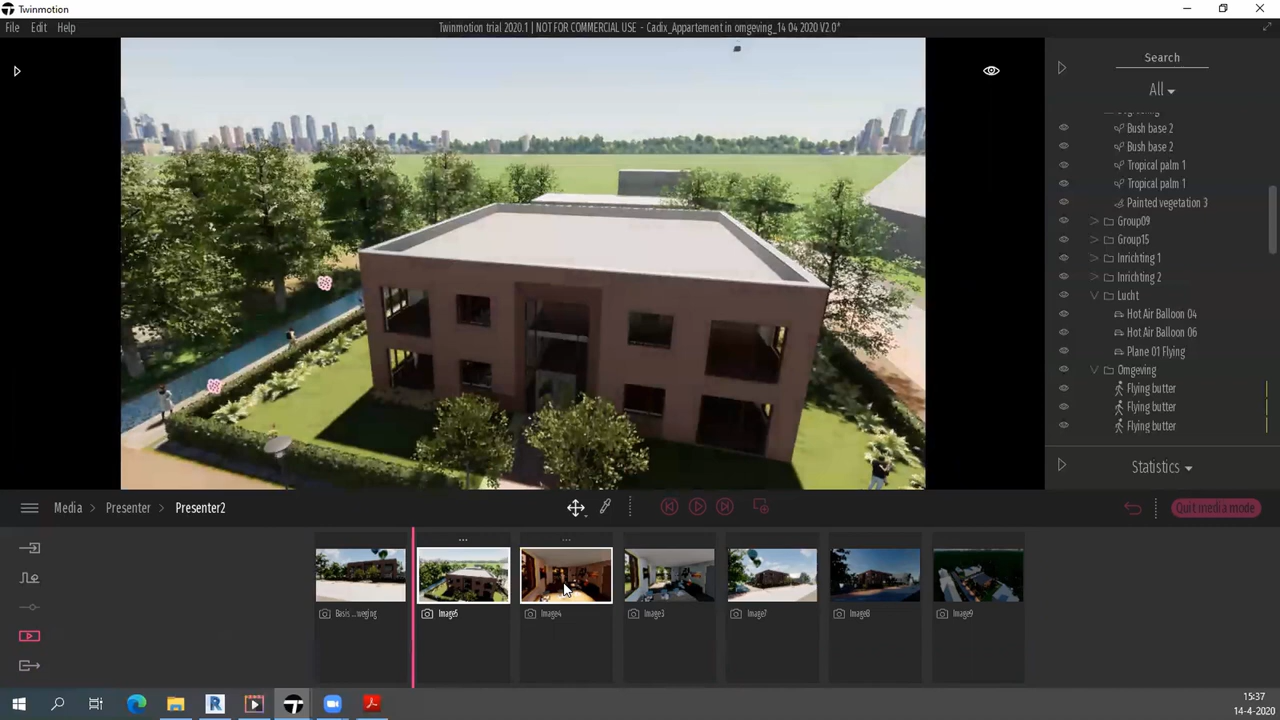 Twinmotion
File Edit Help
Twinmotion trial 2020.1 | NOT FOR COMMERCIAL USE - Cadix_Appartement in omgeving_14 04 2020 V2.0*
Search
All
Bush base 2
Bush base 2
Tropical palm 1
Tropical palm 1
Painted vegetation 3
Group09
Group15
Inrichting 1
Inrichting 2
Lucht
Hot Air Balloon 04
Hot Air Balloon 06
Plane 01 Flying
Omgeving
Flying butter
Flying butter
Flying butter
Statistics
Media > Presenter > Presenter2
Quit media mode
Basis ...weging
Image5
Image4
Image3
Image7
Image8
Image9
15:37
14-4-2020